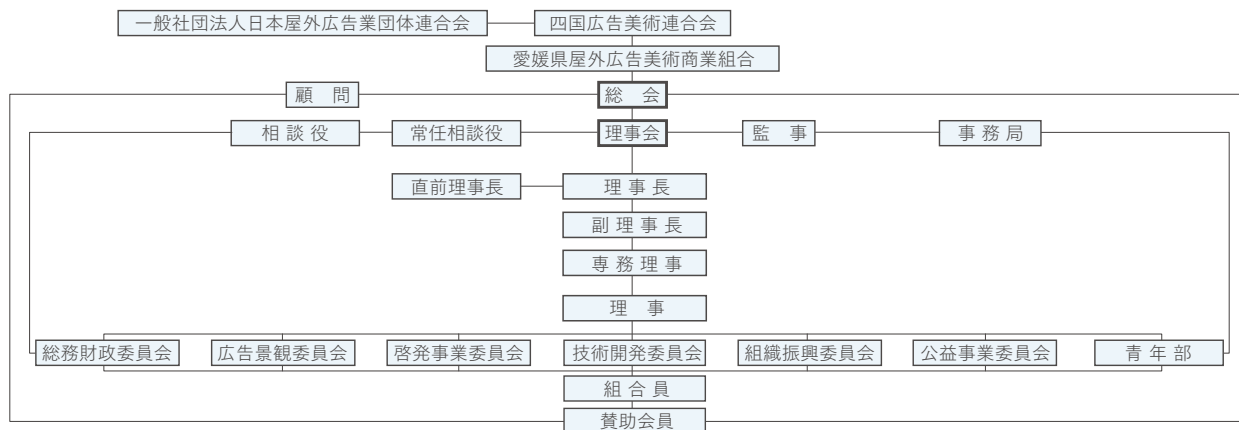 一般社団法人日本屋外広告業団体連合会
四国広告美術連合会
愛媛県屋外広告美術商業組合
顧　問
総　会
相 談 役
常任相談役
理事会
監　事
事 務 局
直前理事長
理 事 長
副 理 事 長
専 務 理 事
理　事
総務財政委員会
広告景観委員会
啓発事業委員会
技術開発委員会
組織振興委員会
公益事業委員会
青 年 部
組 合 員
賛助会員